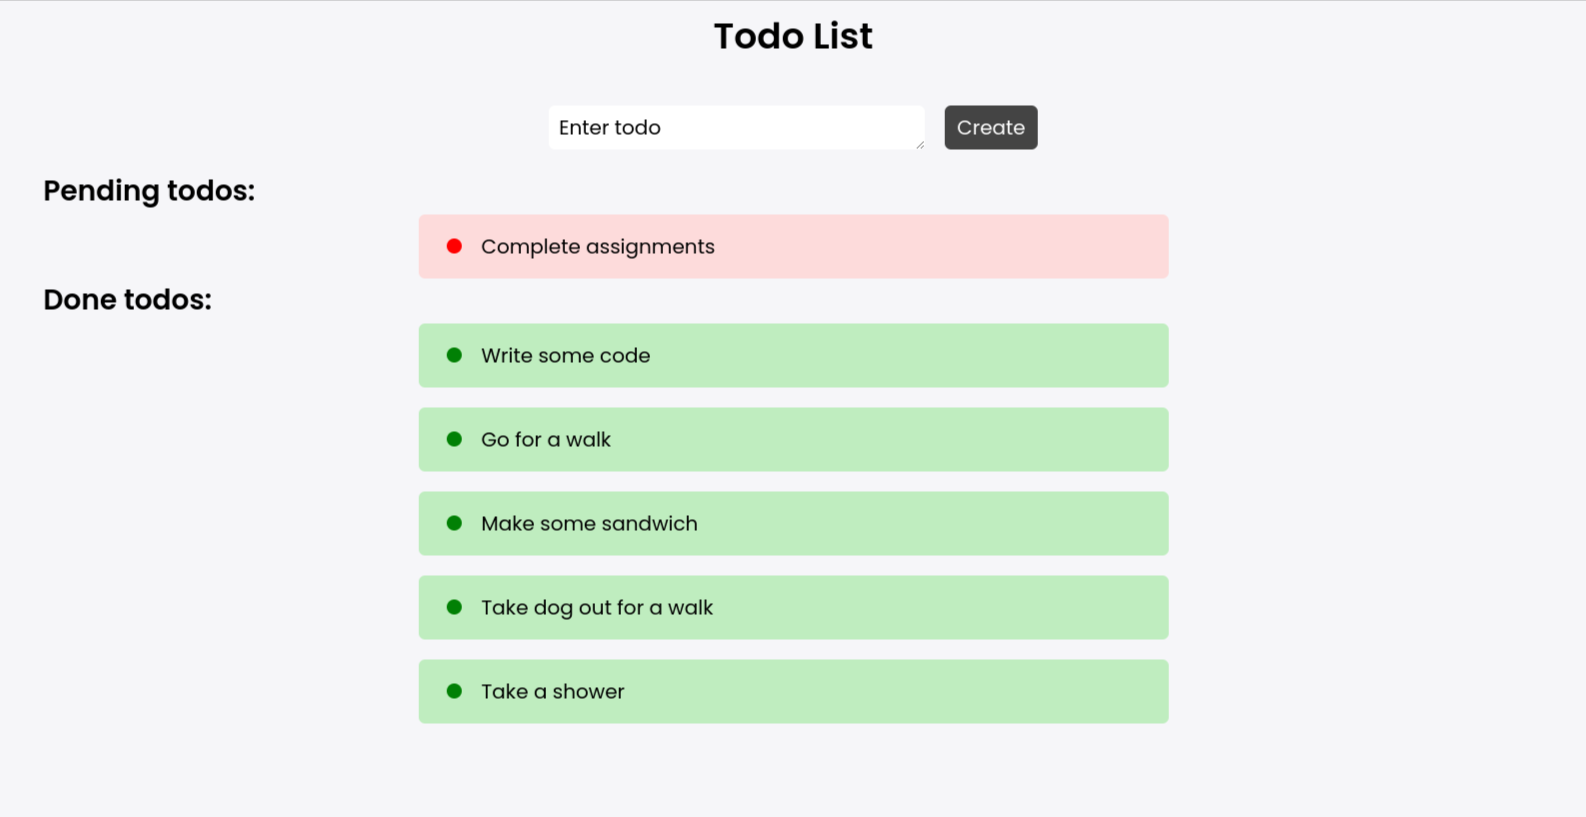 Todo List
Enter todo
Create
Pending todos:
Complete assignments
Done todos:
Write some code
Go for a walk
Make some sandwich
Take dog out for a walk
Take a shower